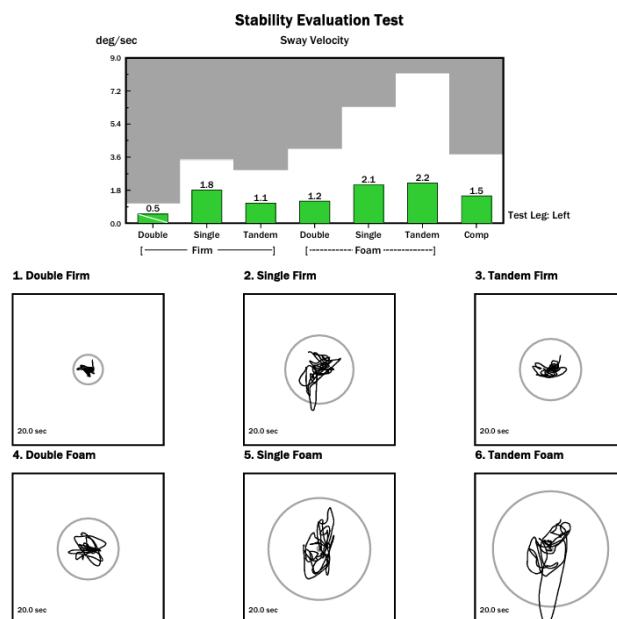 Stability Evaluation Test
deg/sec Sway Velocity
9.0
7.2
5.4
3.6
1.8
0.0
0.5 1.8 1.1 1.2 2.1 2.2 1.5
Test Leg: Left
Double Single Tandem Double Single Tandem Comp
[ Firm ] [ Foam ]
1. Double Firm 2. Single Firm 3. Tandem Firm
20.0 sec 20.0 sec 20.0 sec
4. Double Foam 5. Single Foam 6. Tandem Foam
20.0 sec 20.0 sec 20.0 sec